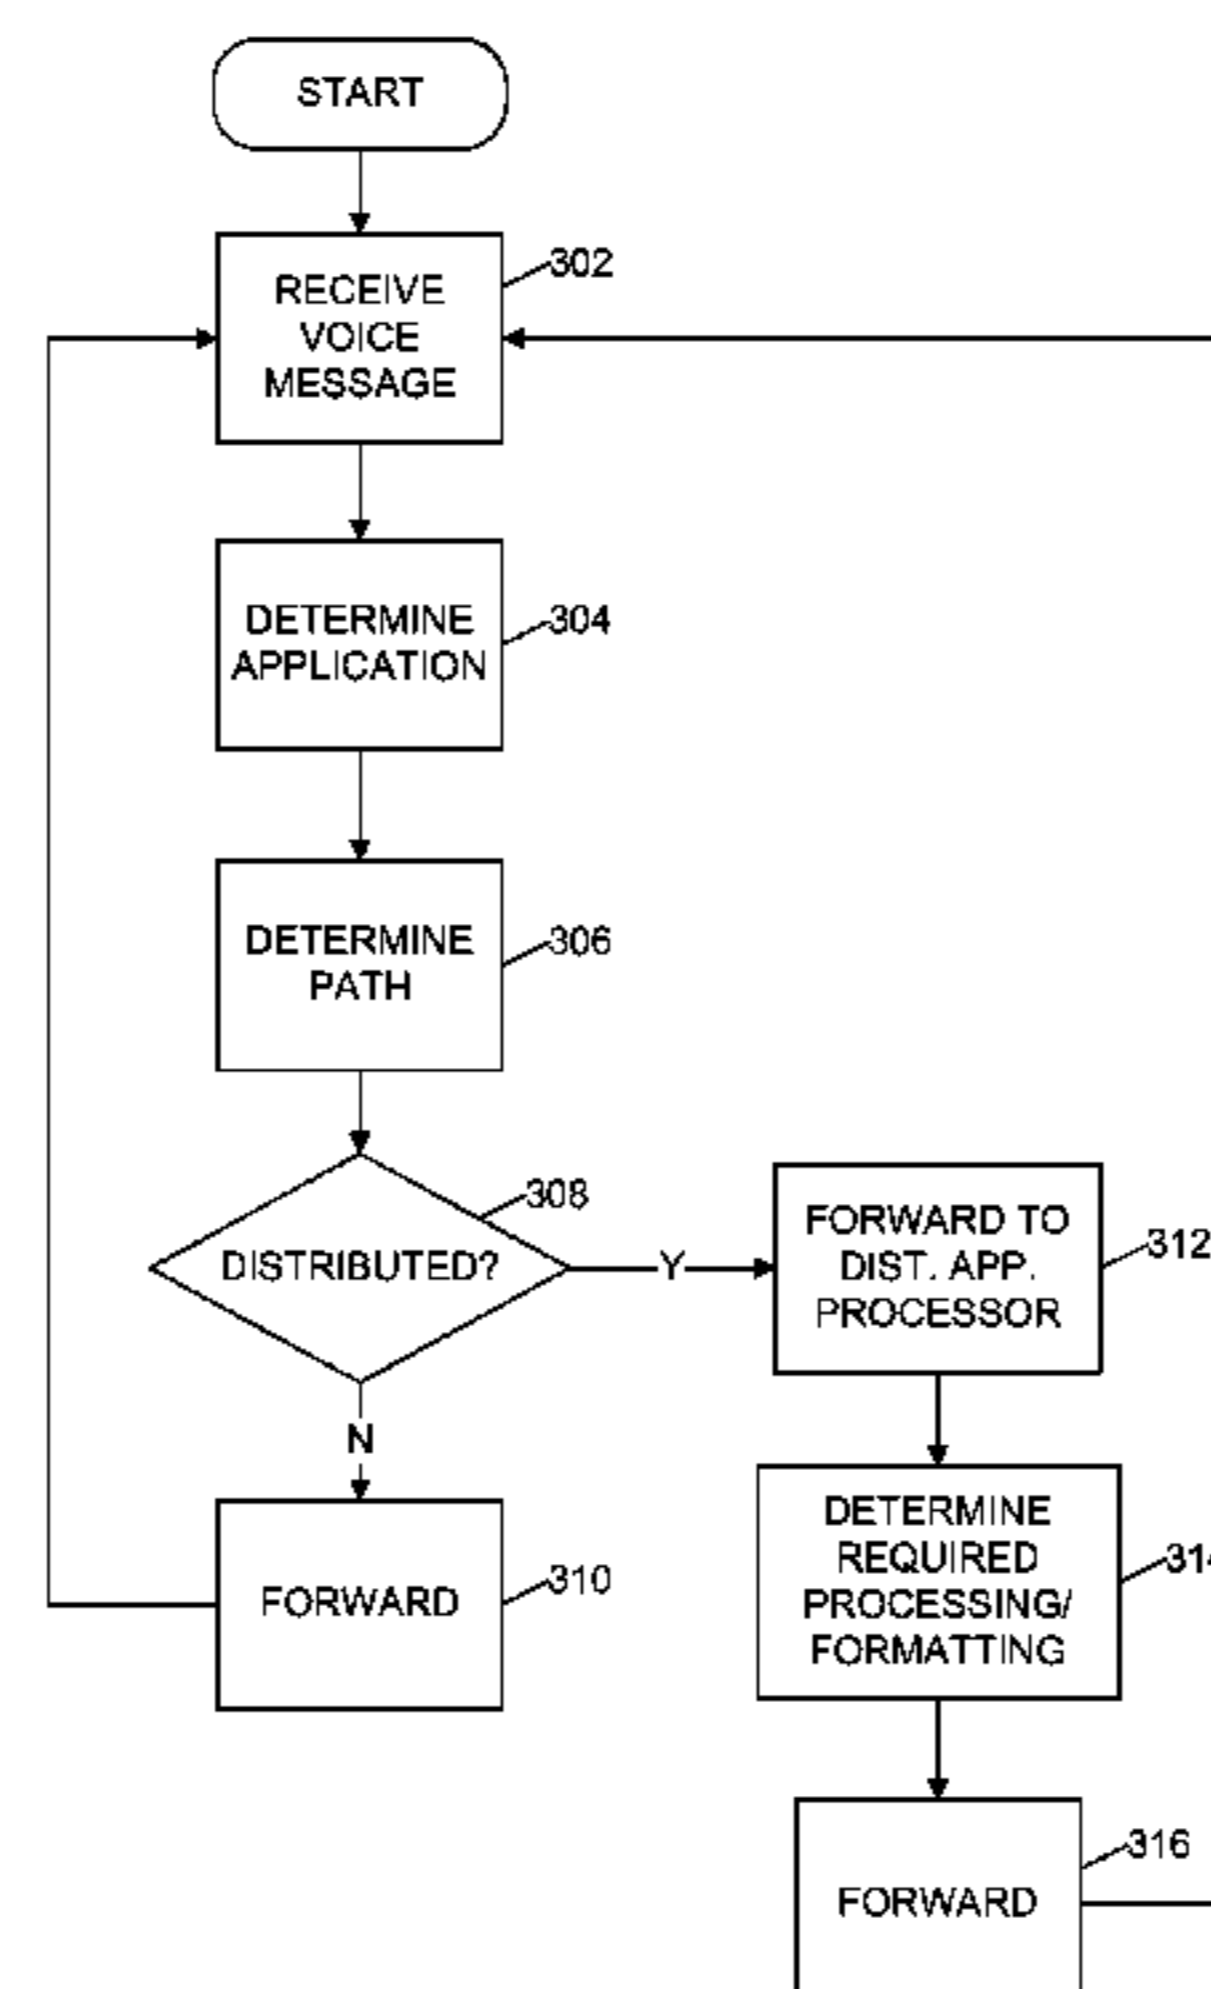 START
302
RECEIVE
VOICE
MESSAGE
304
DETERMINE
APPLICATION
306
DETERMINE
PATH
308
DISTRIBUTED?
Y
FORWARD TO
DIST. APP.
PROCESSOR
312
N
DETERMINE
REQUIRED
PROCESSING/
FORMATTING
314
FORWARD
310
316
FORWARD